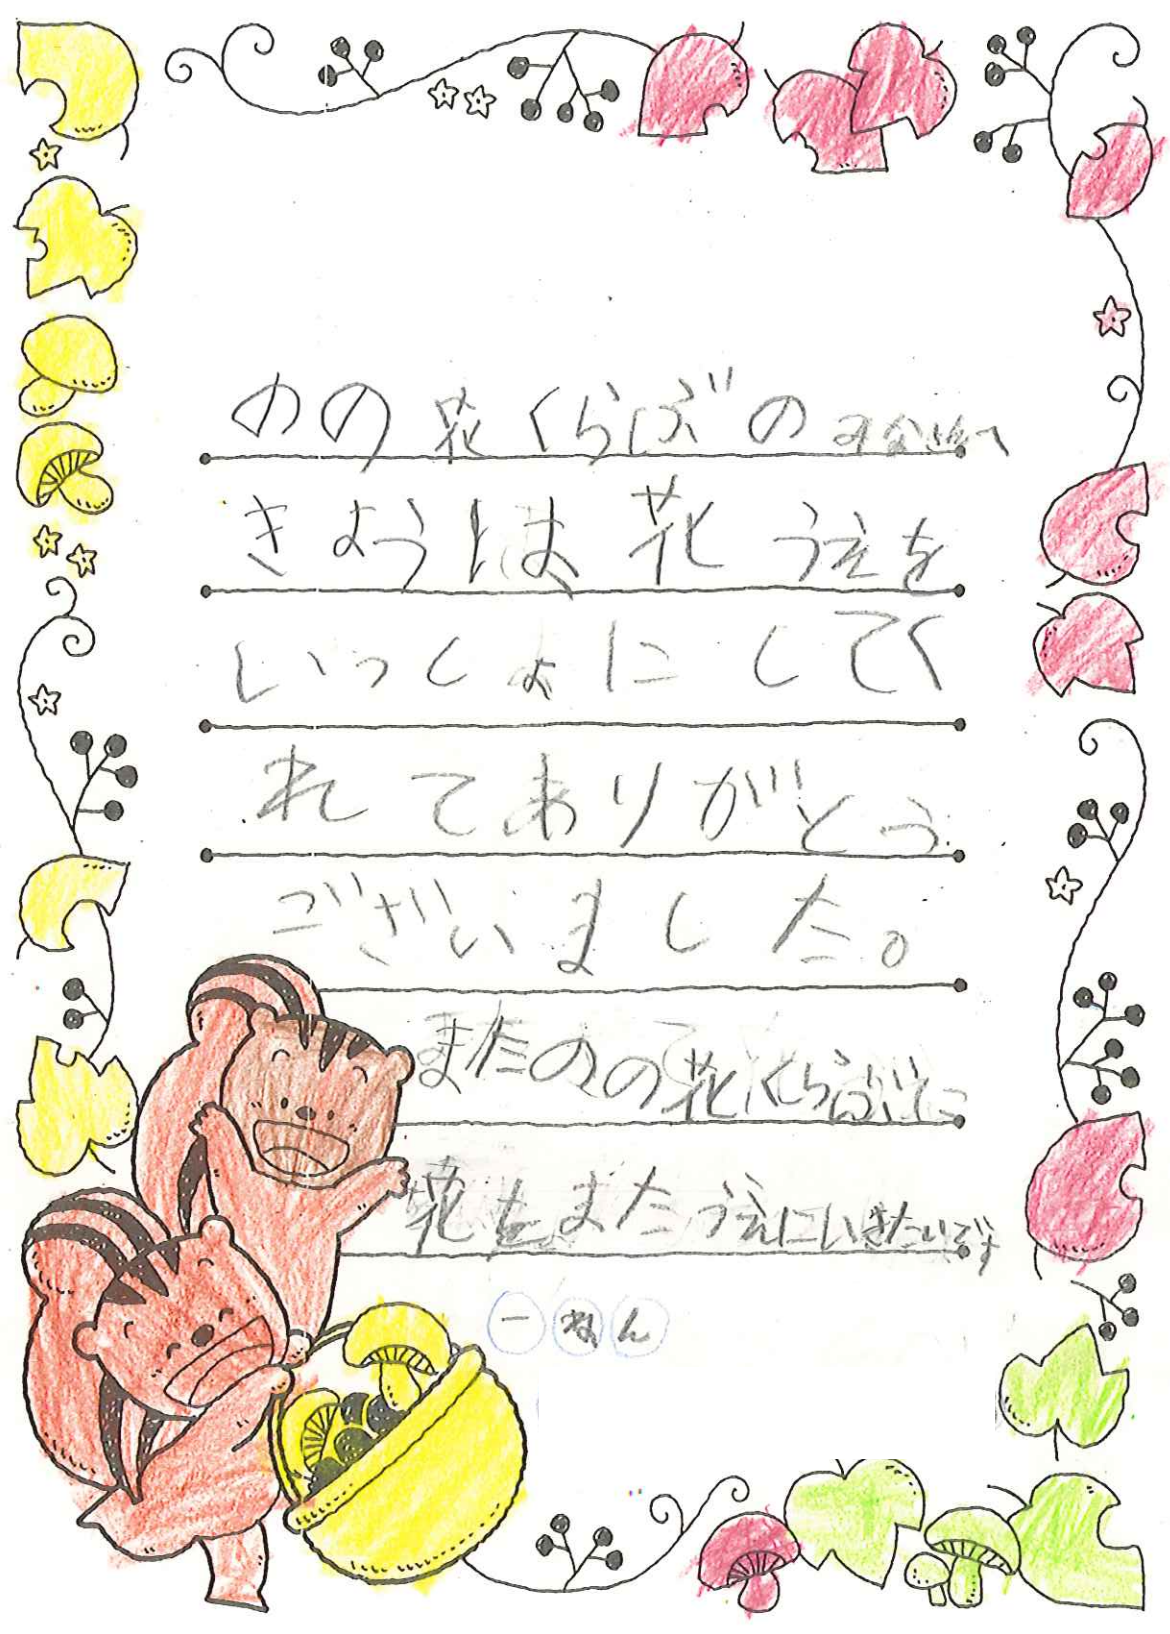 のの花くらぶのみなさんへ
きようは花うえを
いっしょにしてく
れてありがとう
ございました。
またのの花くらぶに
花をまたうえにいきたいです
一ねん